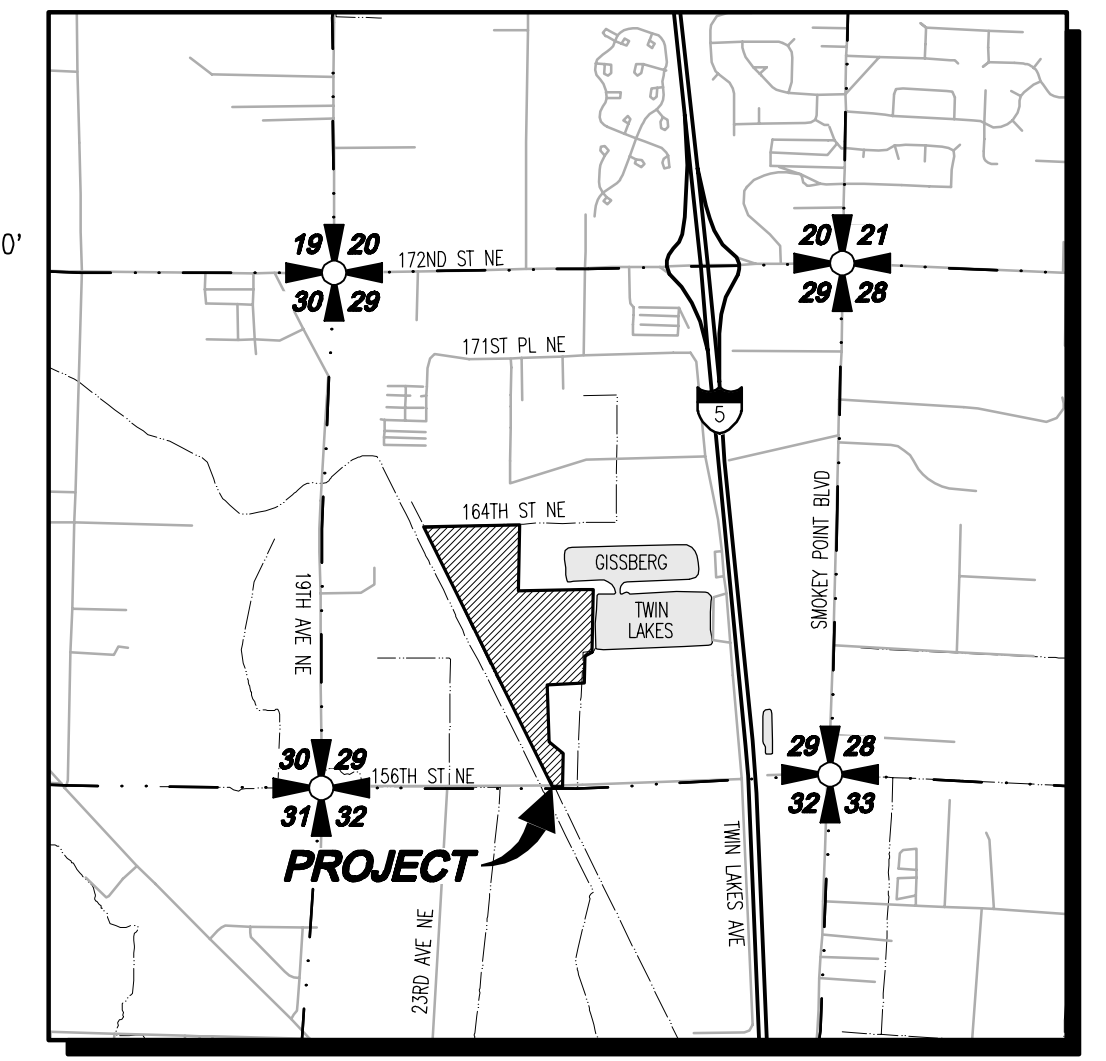 0'
19 20
172ND ST NE
20 21
30 29
29 28
171ST PL NE
5
SMOKEY POINT BLVD
164TH ST NE
GISSBERG
TWIN
LAKES
19TH AVE NE
30 29
156TH ST NE
29 28
31 32
32 33
PROJECT
TWIN LAKES AVE
23RD AVE NE